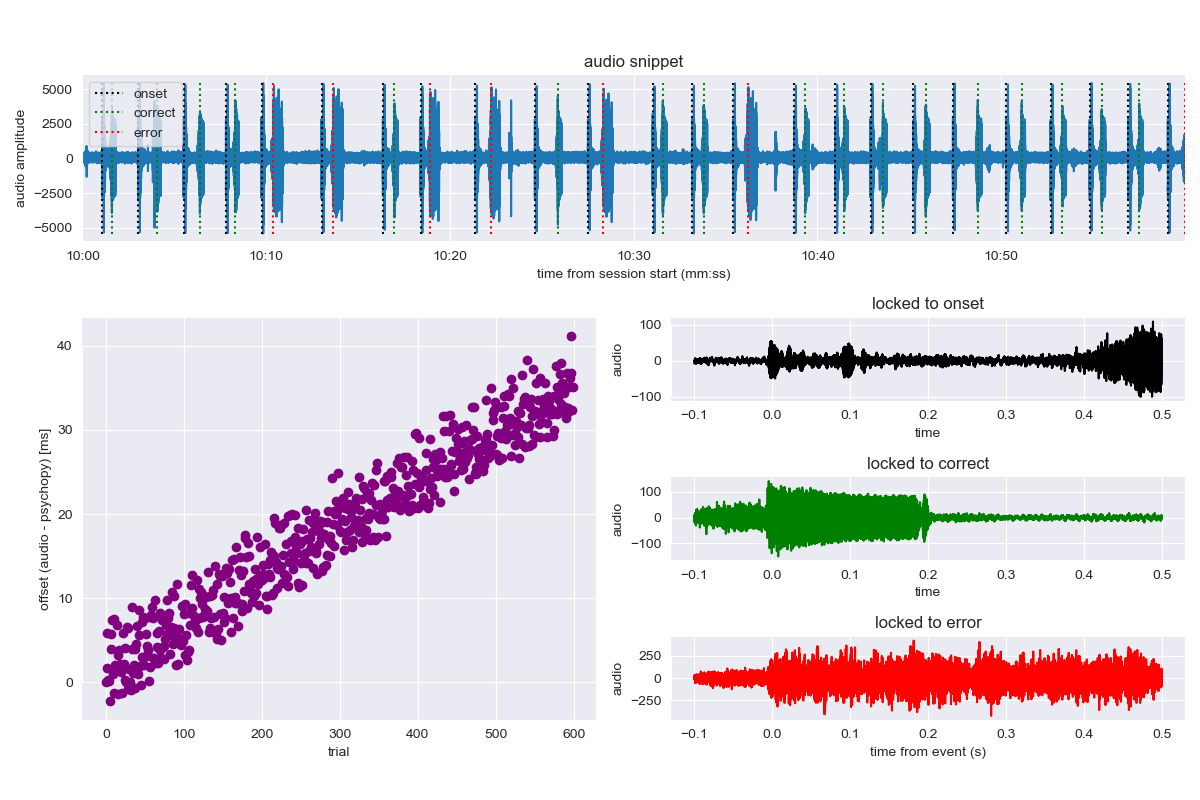 audio snippet
audio amplitude
5000
2500
0
−2500
−5000
onset
correct
error
10:00 10:10 10:20 10:30 10:40 10:50
time from session start (mm:ss)
offset (audio - psychopy) [ms]
40
30
20
10
0
0 100 200 300 400 500 600
trial
locked to onset
audio
100
0
−100
−0.1 0.0 0.1 0.2 0.3 0.4 0.5
time
locked to correct
audio
100
0
−100
−0.1 0.0 0.1 0.2 0.3 0.4 0.5
time
locked to error
audio
250
0
−250
−0.1 0.0 0.1 0.2 0.3 0.4 0.5
time from event (s)